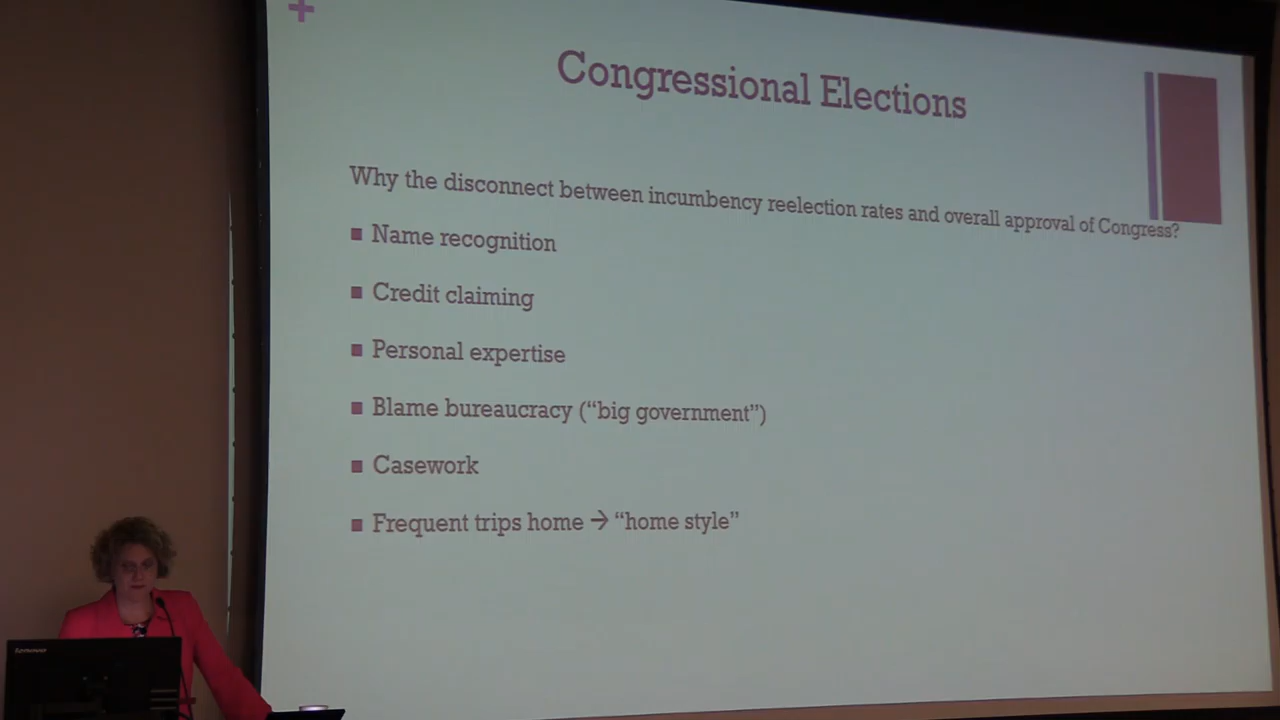 +
Congressional Elections
Why the disconnect between incumbency reelection rates and overall approval of Congress?
■ Name recognition
■ Credit claiming
■ Personal expertise
■ Blame bureaucracy (“big government”)
■ Casework
■ Frequent trips home → “home style”
lenovo